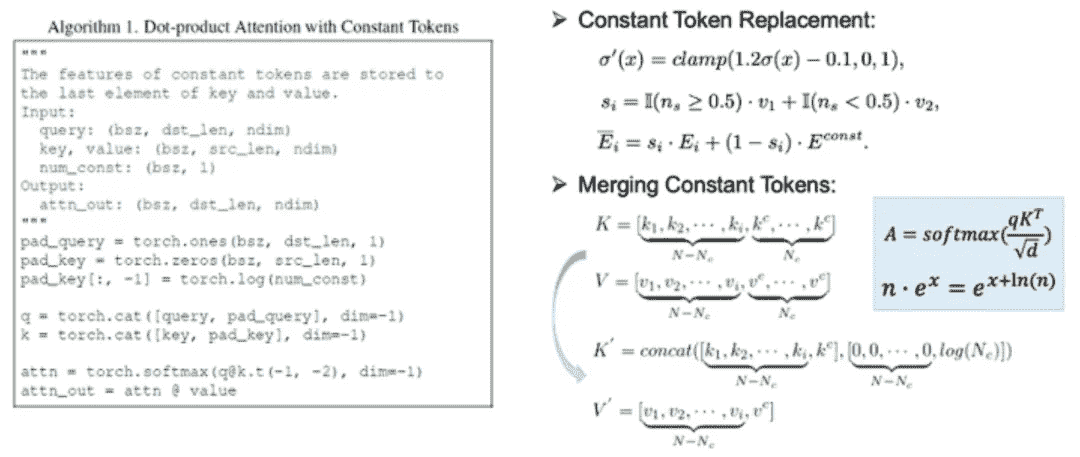 Algorithm 1. Dot-product Attention with Constant Tokens
"""
The features of constant tokens are stored to
the last element of key and value.
Input:
query: (bsz, dst_len, ndim)
key, value: (bsz, src_len, ndim)
num_const: (bsz, 1)
Output:
attn_out: (bsz, dst_len, ndim)
"""
pad_query = torch.ones(bsz, dst_len, 1)
pad_key = torch.zeros(bsz, src_len, 1)
pad_key[:, -1] = torch.log(num_const)
q = torch.cat([query, pad_query], dim=-1)
k = torch.cat([key, pad_key], dim=-1)
attn = torch.softmax(q@k.t(-1, -2), dim=-1)
attn_out = attn @ value
➢ Constant Token Replacement:
σ′(x) = clamp(1.2σ(x) − 0.1, 0, 1),
s_i = 𝕀(n_s ≥ 0.5) · v_1 + 𝕀(n_s < 0.5) · v_2,
E̅_i = s_i · E_i + (1 − s_i) · E^const.
➢ Merging Constant Tokens:
K = [k_1, k_2, ⋯ , k_i, k^c, ⋯ , k^c]
N−N_c N_c
V = [v_1, v_2, ⋯ , v_i, v^c, ⋯ , v^c]
N−N_c N_c
K′ = concat([k_1, k_2, ⋯ , k_i, k^c], [0, 0, ⋯ , 0, log(N_c)])
N−N_c N−N_c
V′ = [v_1, v_2, ⋯ , v_i, v^c]
N−N_c
A = softmax(qK^T/√d)
n · e^x = e^{x+ln(n)}